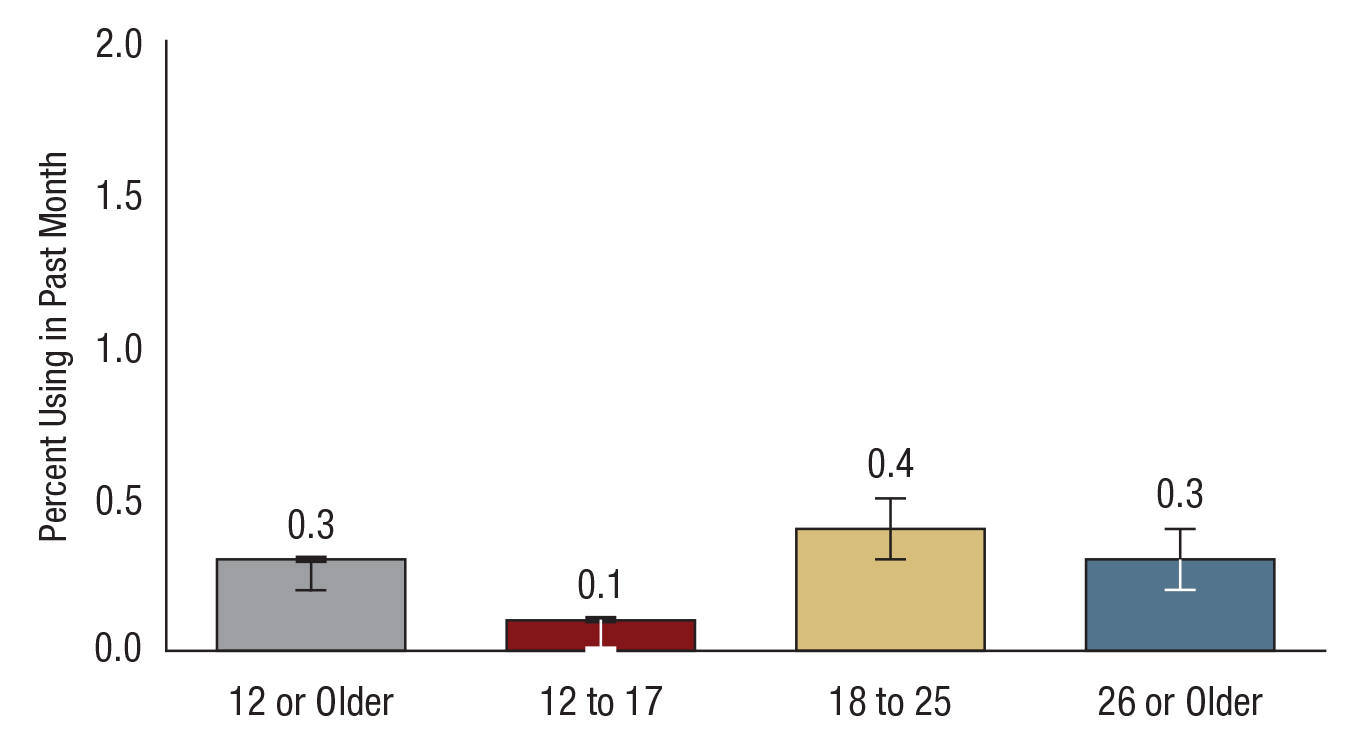 Percent Using in Past Month
2.0
1.5
1.0
0.5
0.0
0.3
0.1
0.4
0.3
12 or Older
12 to 17
18 to 25
26 or Older